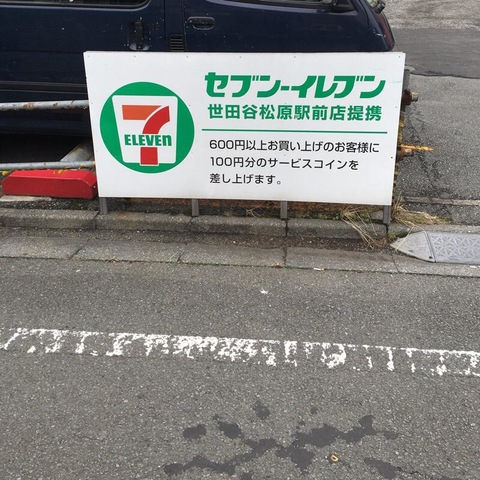 セブン-イレブン
世田谷松原駅前店提携
7
ELEVEN
600円以上お買い上げのお客様に
100円分のサービスコインを
差し上げます。